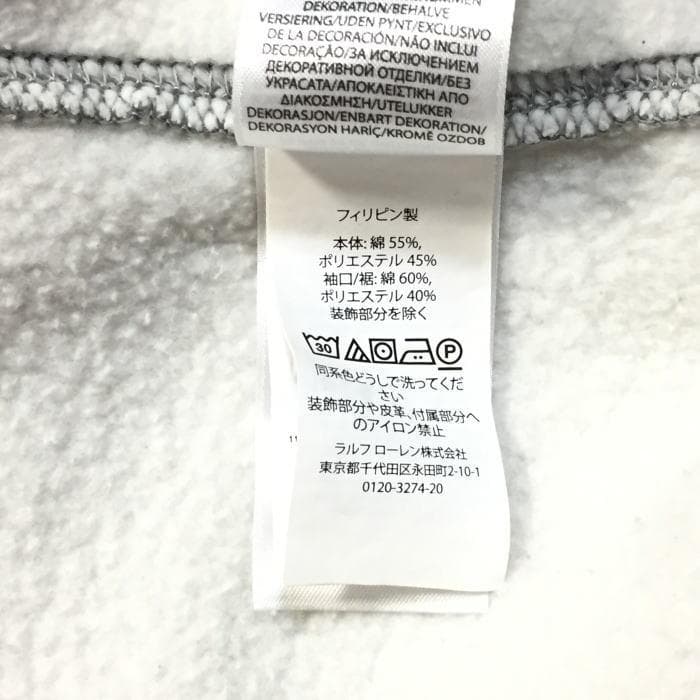 DEKORATION/BEHALVE
VERSIERING/UDEN PYNT/EXCLUSIVO
DE LA DECORACIÓN/NÃO INCLUI
DECORAÇÃO/ЗА ИСКЛЮЧЕНИЕМ
ДЕКОРАТИВНОЙ ОТДЕЛКИ/БЕЗ
УКРАСАТА/ΑΠΟΚΛΕΙΣΤΙΚΗ ΑΠΟ
ΔΙΑΚΟΣΜΗΣΗ/UTELUKKER
DEKORASJON/ENBART DEKORATION/
DEKORASYON HARİÇ/KROMĚ OZDOB
フィリピン製
本体: 綿 55%,
ポリエステル 45%
袖口/裾: 綿 60%,
ポリエステル 40%
装飾部分を除く
30 P
同系色どうしで洗ってくだ
さい
装飾部分や皮革、付属部分へ
のアイロン禁止
11
ラルフ ローレン株式会社
東京都千代田区永田町2-10-1
0120-3274-20